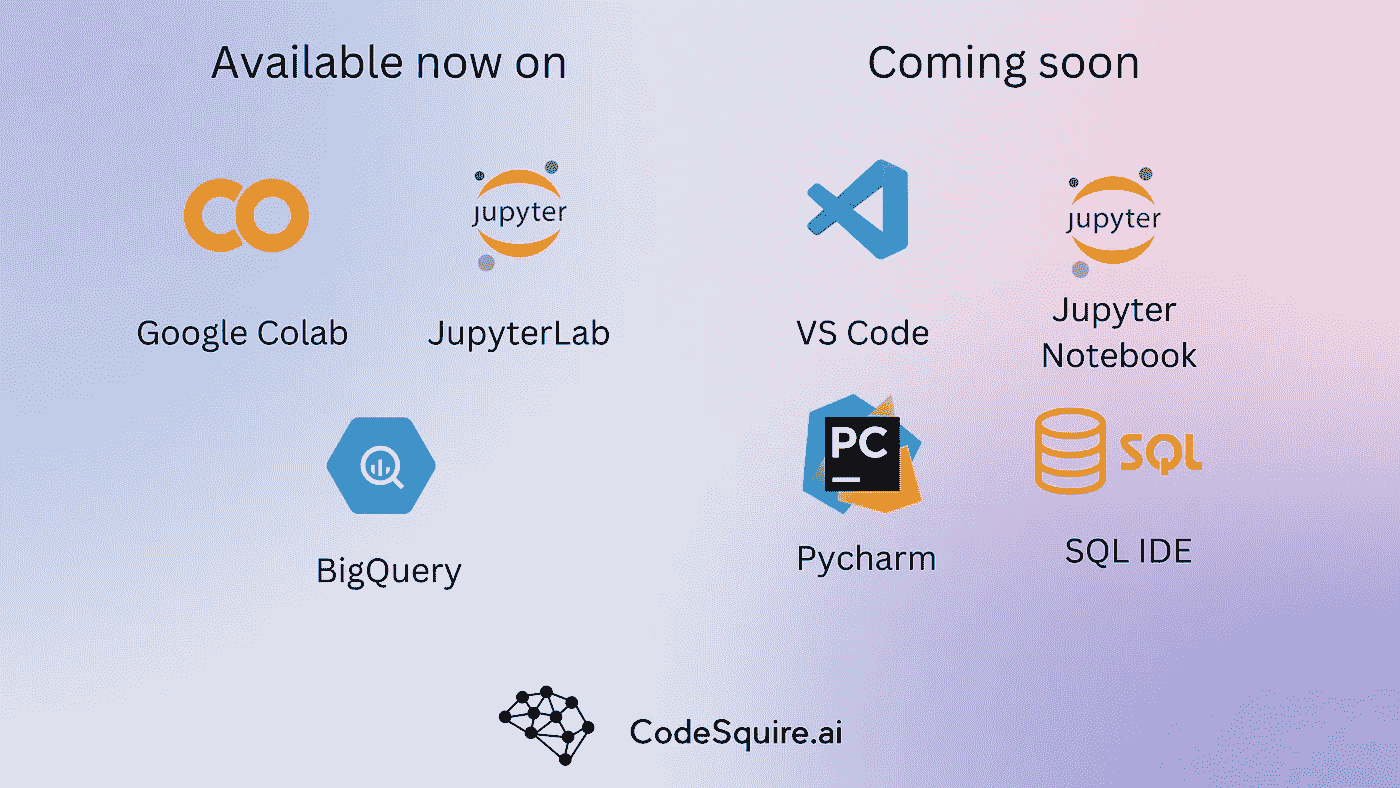 Available now on
Coming soon
jupyter
jupyter
Google Colab
JupyterLab
VS Code
Jupyter
Notebook
PC
SQL
BigQuery
Pycharm
SQL IDE
CodeSquire.ai